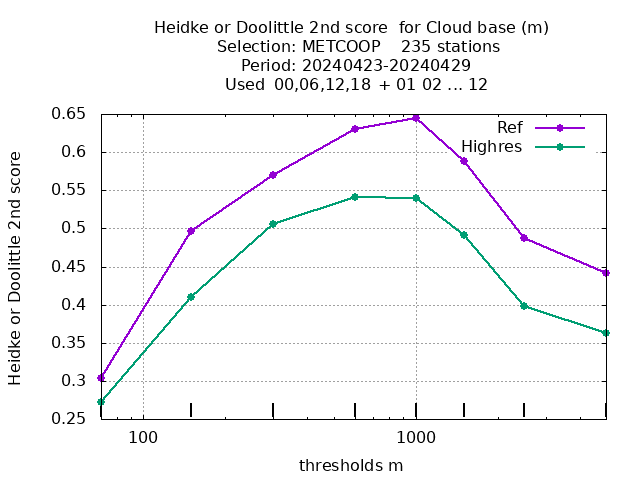 Heidke or Doolittle 2nd score  for Cloud base (m)
Selection: METCOOP    235 stations
Period: 20240423-20240429
Used  00,06,12,18 + 01 02 ... 12
Heidke or Doolittle 2nd score
0.65
0.6
0.55
0.5
0.45
0.4
0.35
0.3
0.25
Ref
Highres
100
1000
thresholds m